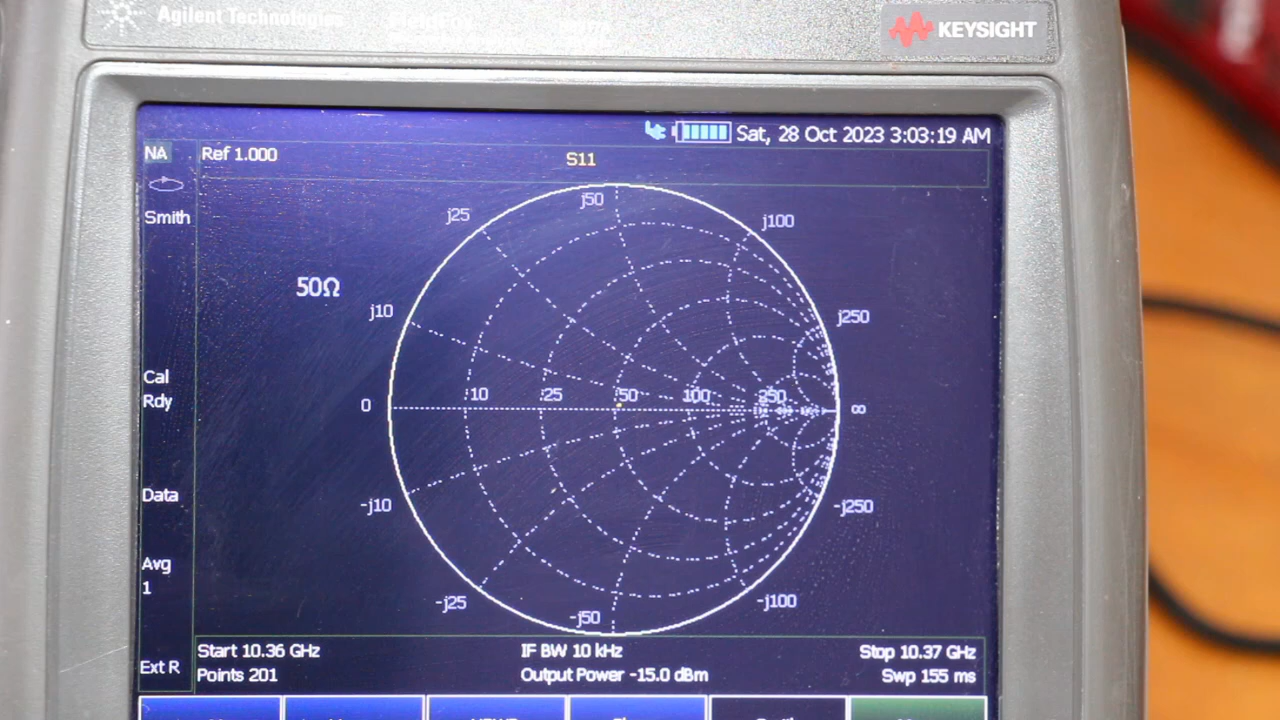 Agilent Technologies
KEYSIGHT
Sat, 28 Oct 2023 3:03:19 AM
NA
Ref 1.000
S11
Smith
50Ω
j10
j25
j50
j100
j250
Cal
Rdy
0
10
25
50
100
250
∞
Data
-j10
-j25
-j50
-j100
-j250
Avg
1
Ext R
Start 10.36 GHz
IF BW 10 kHz
Stop 10.37 GHz
Points 201
Output Power -15.0 dBm
Swp 155 ms